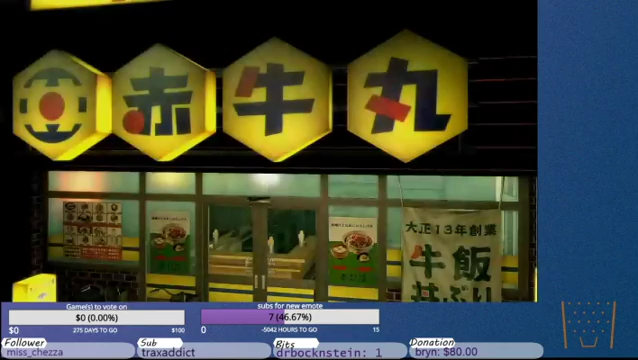 赤牛丸
大正13年創業
牛飯
丼ぶり
Game(s) to vote on
$0 (0.00%)
$0 275 DAYS TO GO $100
subs for new emote
7 (46.67%)
0 -5042 HOURS TO GO 15
Follower
miss_chezza
Sub
traxaddict
Bits
drbocknstein: 1
Donation
bryn: $80.00